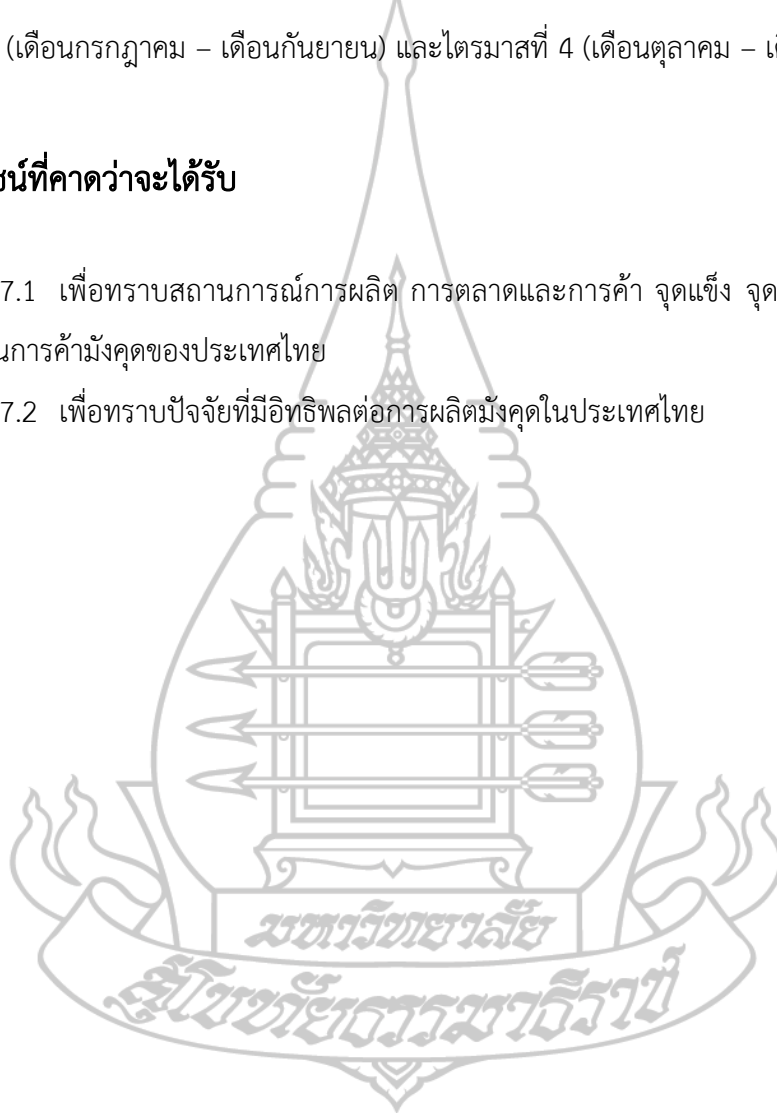 (เดือนกรกฎาคม – เดือนกันยายน) และไตรมาสที่ 4 (เดือนตุลาคม –
ที่คาดว่าจะได้รับ
7.1 เพื่อทราบสถานการณ์การผลิต การตลาดและการค้า จุดแข็ง
การค้ามังคุดของประเทศไทย
7.2 เพื่อทราบปัจจัยที่มีอิทธิพลต่อการผลิตมังคุดในประเทศไทย
มหาวิทยาลัย
สุโขทัยธรรมาธิราช